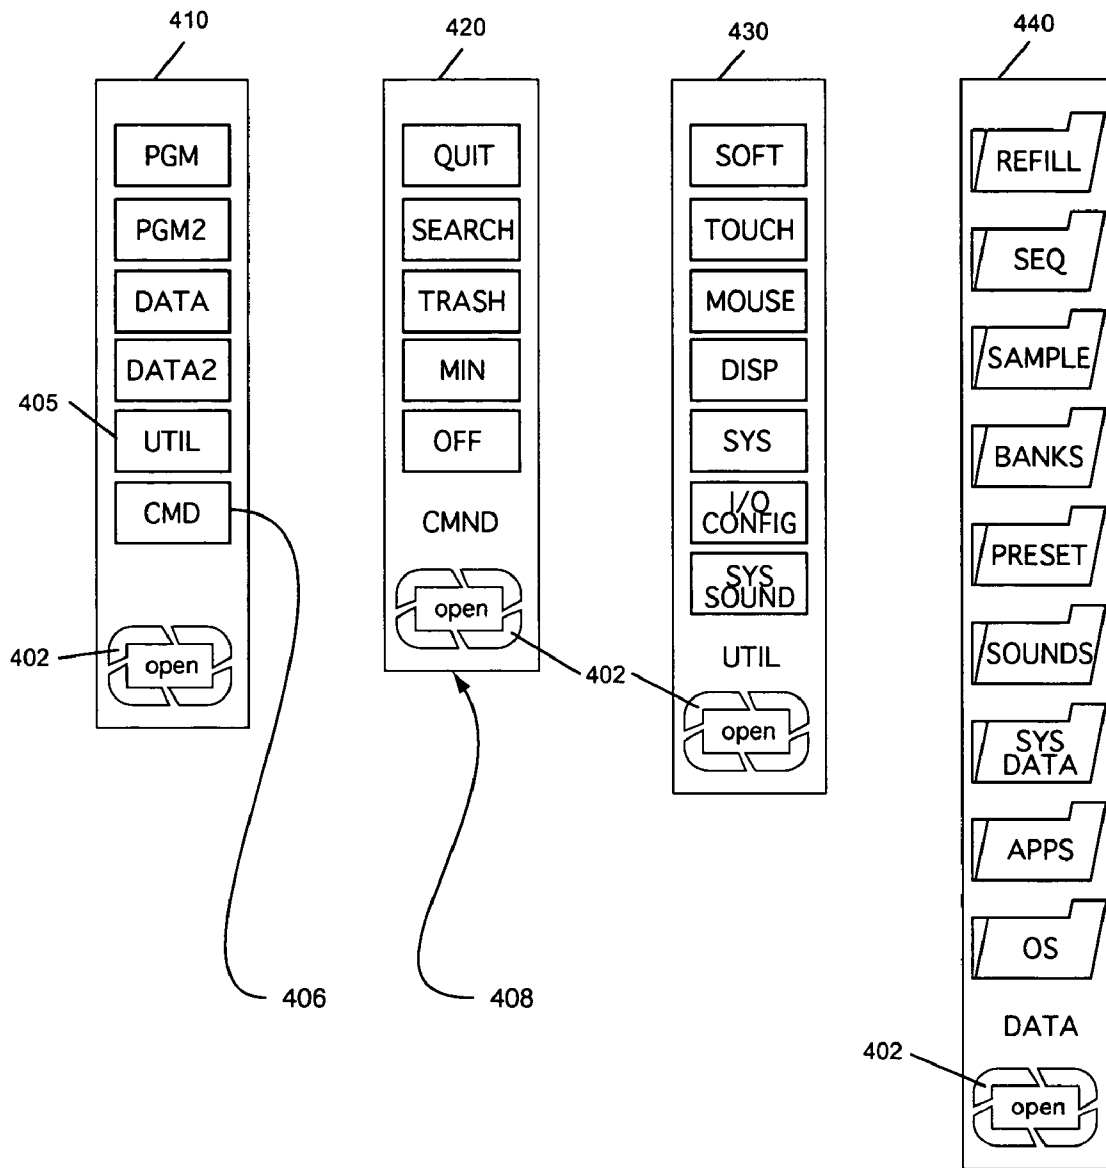 410
PGM
PGM2
DATA
DATA2
405
UTIL
CMD
402
open
420
QUIT
SEARCH
TRASH
MIN
OFF
CMND
open
402
430
SOFT
TOUCH
MOUSE
DISP
SYS
I/O
CONFIG
SYS
SOUND
UTIL
open
440
REFILL
SEQ
SAMPLE
BANKS
PRESET
SOUNDS
SYS
DATA
APPS
OS
DATA
402
open
406
408